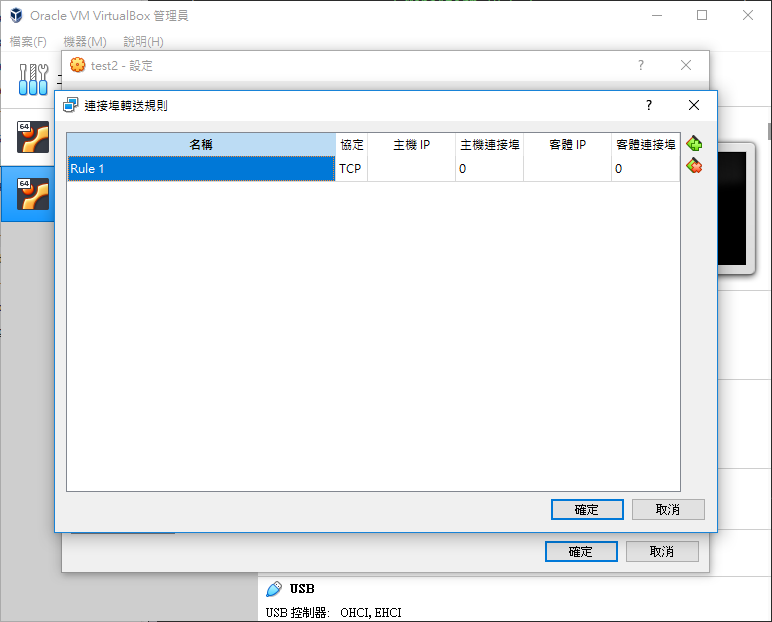 Oracle VM VirtualBox 管理員
檔案(F) 機器(M) 說明(H)
test2 - 設定
?
連接埠轉送規則
?
名稱 協定 主機 IP 主機連接埠 客體 IP 客體連接埠
Rule 1 TCP 0 0
64
64
確定 取消
確定 取消
USB
USB 控制器: OHCI, EHCI